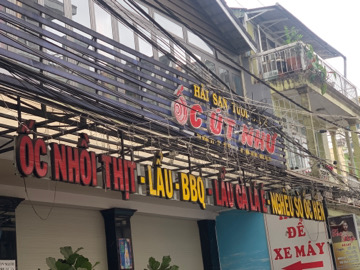 HẢI SẢN TƯƠI
ỐC ÚT NHƯ
ỐC NHỒI THỊT - LẨU - BBQ - LẨU GÀ LÁ É - NGHÊU SÒ ỐC HẾN
ĐỂ
XE MÁY